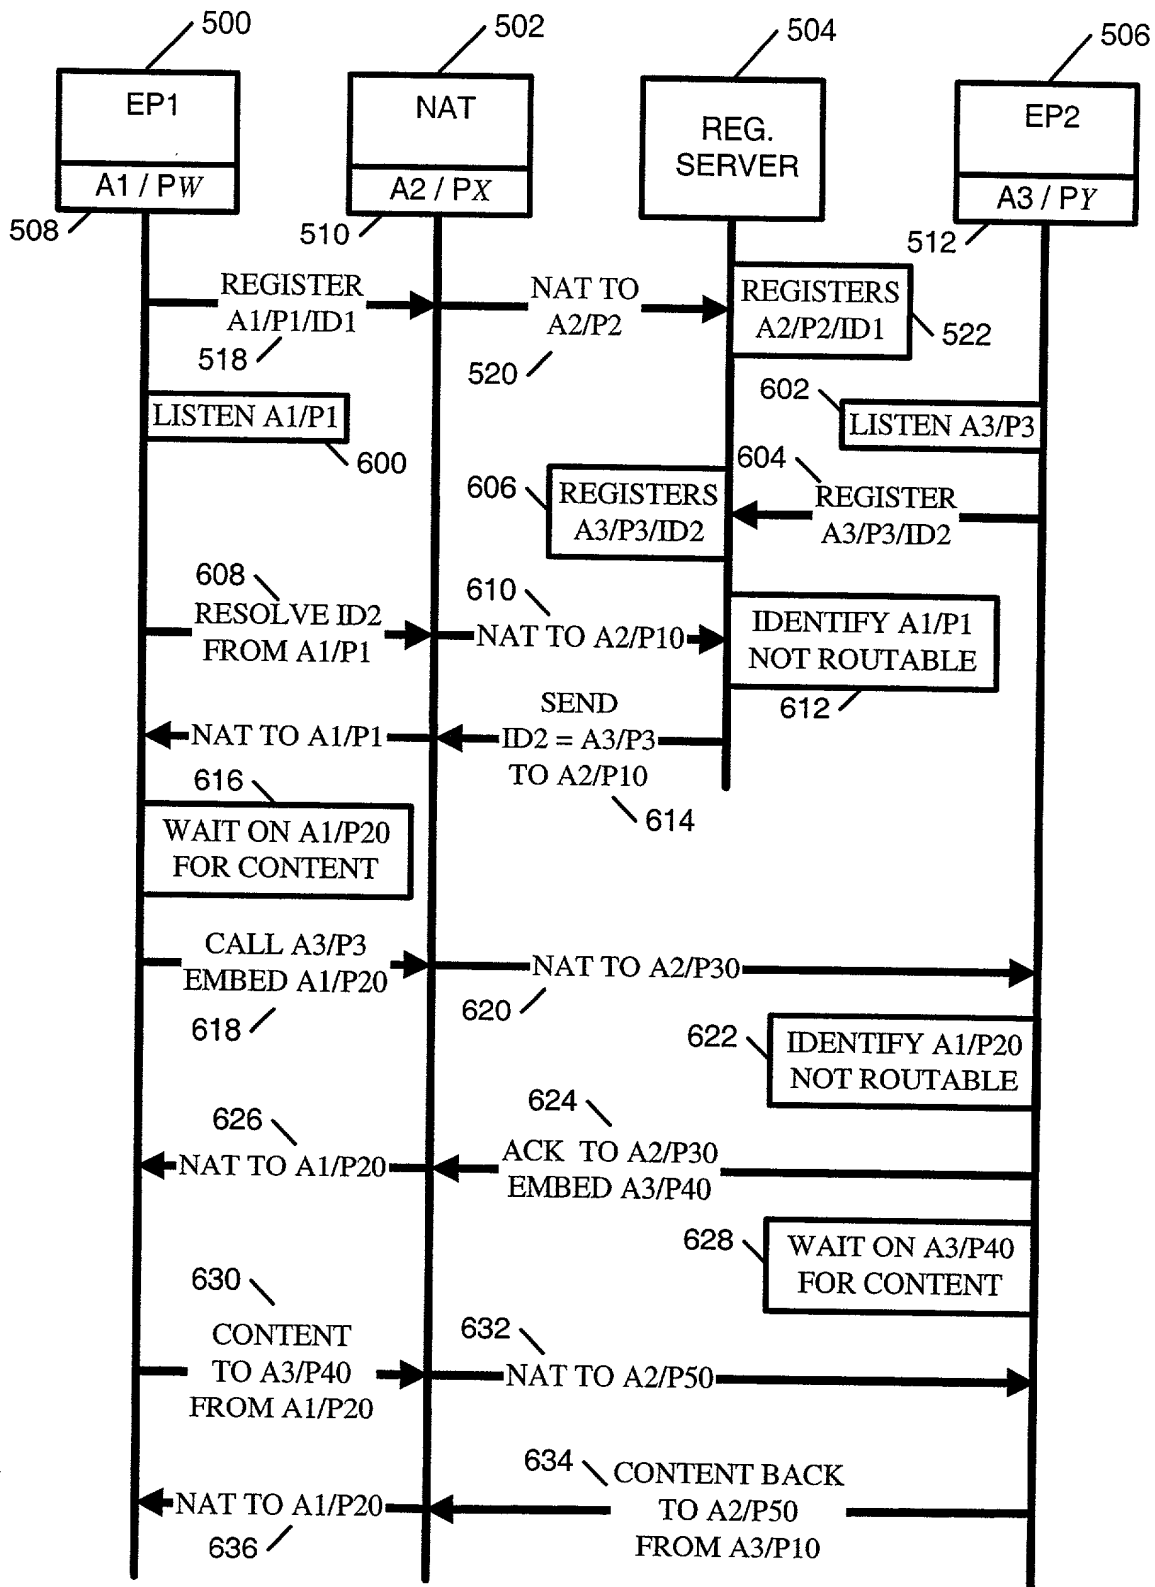 500
502
504
506
EP1
NAT
REG.
SERVER
EP2
A1 / PW
A2 / PX
A3 / PY
508
510
512
REGISTER
A1/P1/ID1
518
NAT TO
A2/P2
520
REGISTERS
A2/P2/ID1
522
LISTEN A1/P1
600
602
LISTEN A3/P3
604
REGISTER
A3/P3/ID2
606
REGISTERS
A3/P3/ID2
608
RESOLVE ID2
FROM A1/P1
610
NAT TO A2/P10
IDENTIFY A1/P1
NOT ROUTABLE
612
SEND
ID2 = A3/P3
TO A2/P10
614
NAT TO A1/P1
616
WAIT ON A1/P20
FOR CONTENT
CALL A3/P3
EMBED A1/P20
618
NAT TO A2/P30
620
622
IDENTIFY A1/P20
NOT ROUTABLE
624
ACK TO A2/P30
EMBED A3/P40
626
NAT TO A1/P20
628
WAIT ON A3/P40
FOR CONTENT
630
CONTENT
TO A3/P40
FROM A1/P20
632
NAT TO A2/P50
634
CONTENT BACK
TO A2/P50
FROM A3/P10
NAT TO A1/P20
636